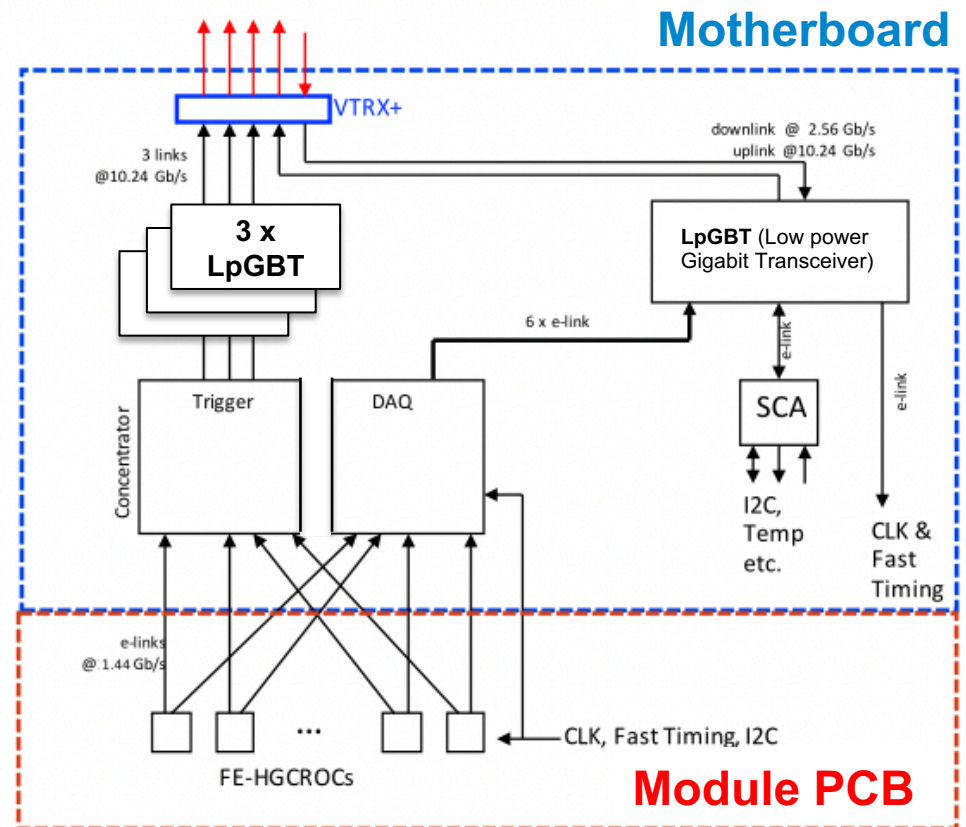 Motherboard
VTRX+
downlink @ 2.56 Gb/s
uplink @10.24 Gb/s
3 links
@10.24 Gb/s
3 x
LpGBT
LpGBT (Low power
Gigabit Transceiver)
6 x e-link
e-link
e-link
Concentrator
Trigger
DAQ
SCA
I2C,
Temp
etc.
CLK &
Fast
Timing
e-links
@ 1.44 Gb/s
...
CLK, Fast Timing, I2C
FE-HGCROCs
Module PCB